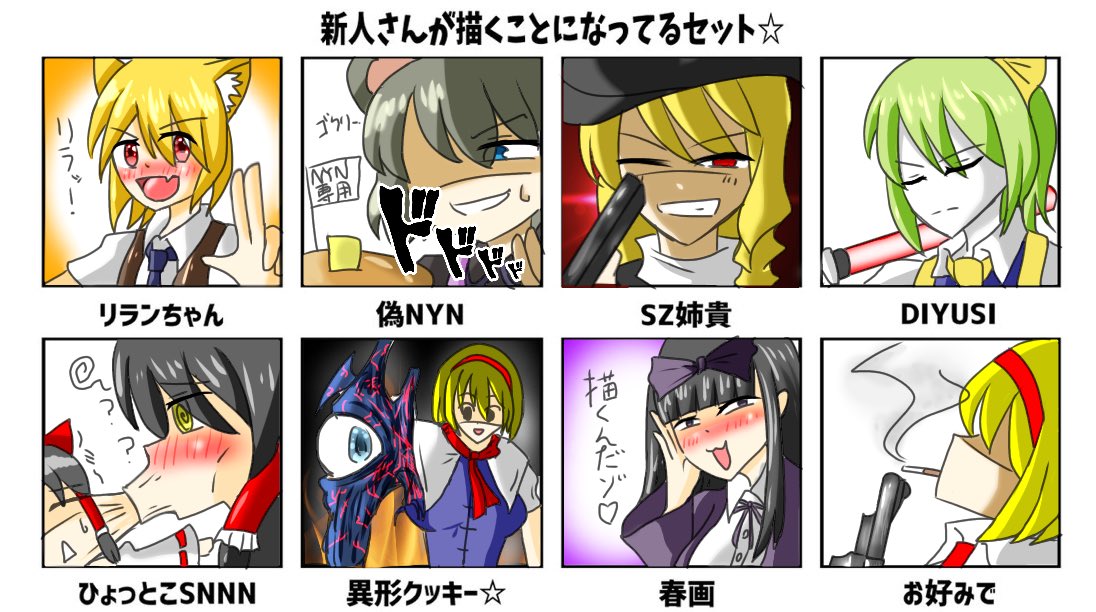 新人さんが描くことになってるセット☆
リラッ!
ゴクリ…
NYN
専用
ドドドドド
リランちゃん
偽NYN
SZ姉貴
DIYUSI
???
描くんだゾ♡
ひょっとこSNNN
異形クッキー☆
春画
お好みで